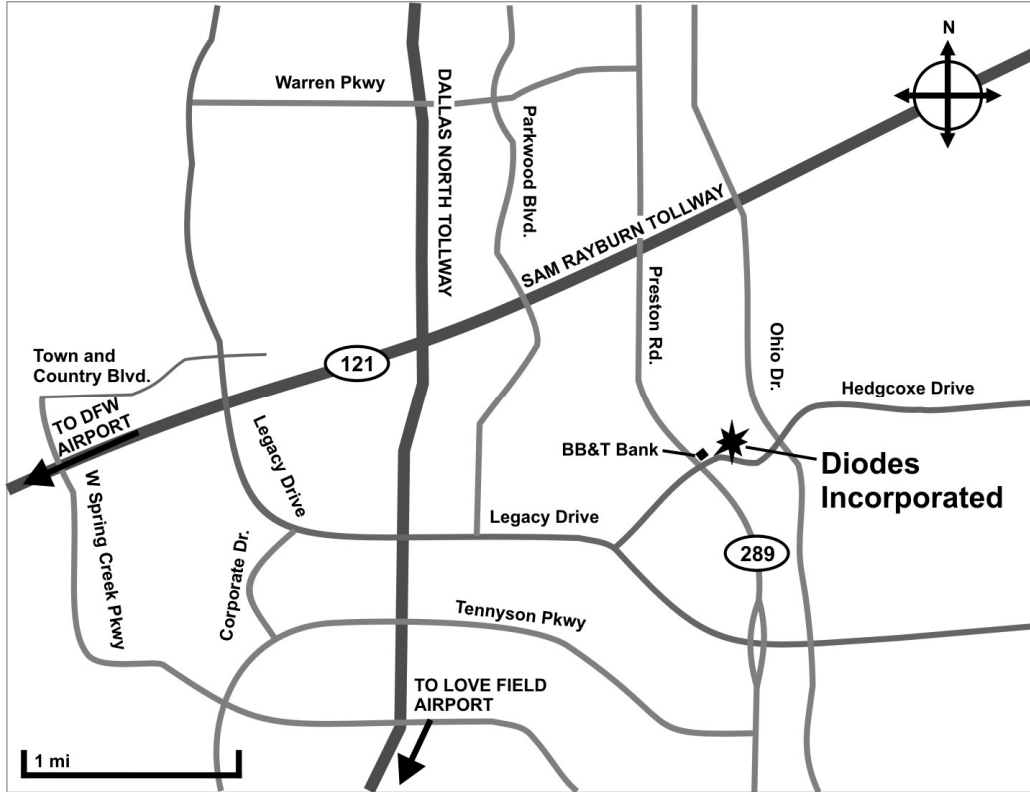 N
Warren Pkwy
DALLAS NORTH TOLLWAY
Parkwood Blvd.
SAM RAYBURN TOLLWAY
Preston Rd.
Ohio Dr.
121
Town and
Country Blvd.
TO DFW
AIRPORT
Hedgcoxe Drive
Legacy Drive
BB&T Bank
Diodes
Incorporated
W Spring Creek Pkwy
Corporate Dr.
Legacy Drive
289
Tennyson Pkwy
TO LOVE FIELD
AIRPORT
1 mi